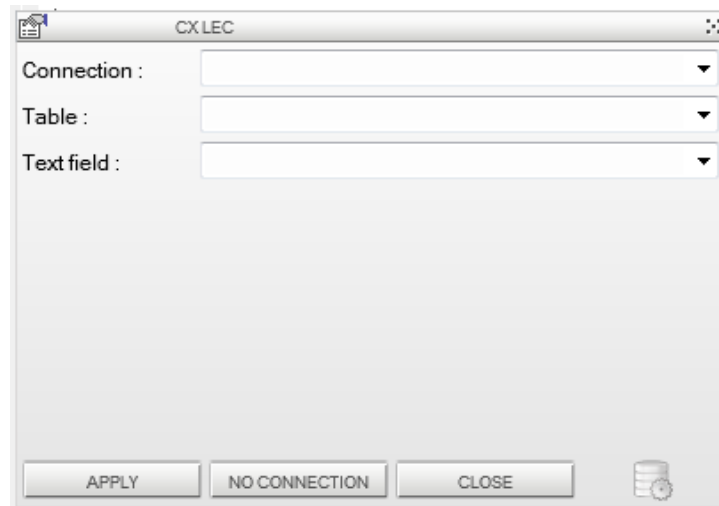 CX LEC
Connection :
Table :
Text field :
APPLY NO CONNECTION CLOSE